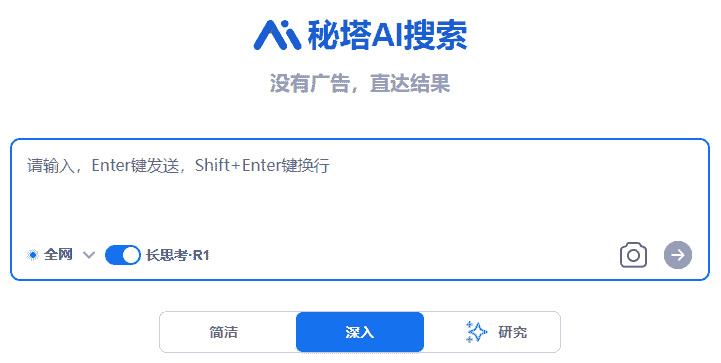 秘塔AI搜索
没有广告，直达结果
请输入，Enter键发送，Shift+Enter键换行
全网 长思考·R1
简洁 深入 研究